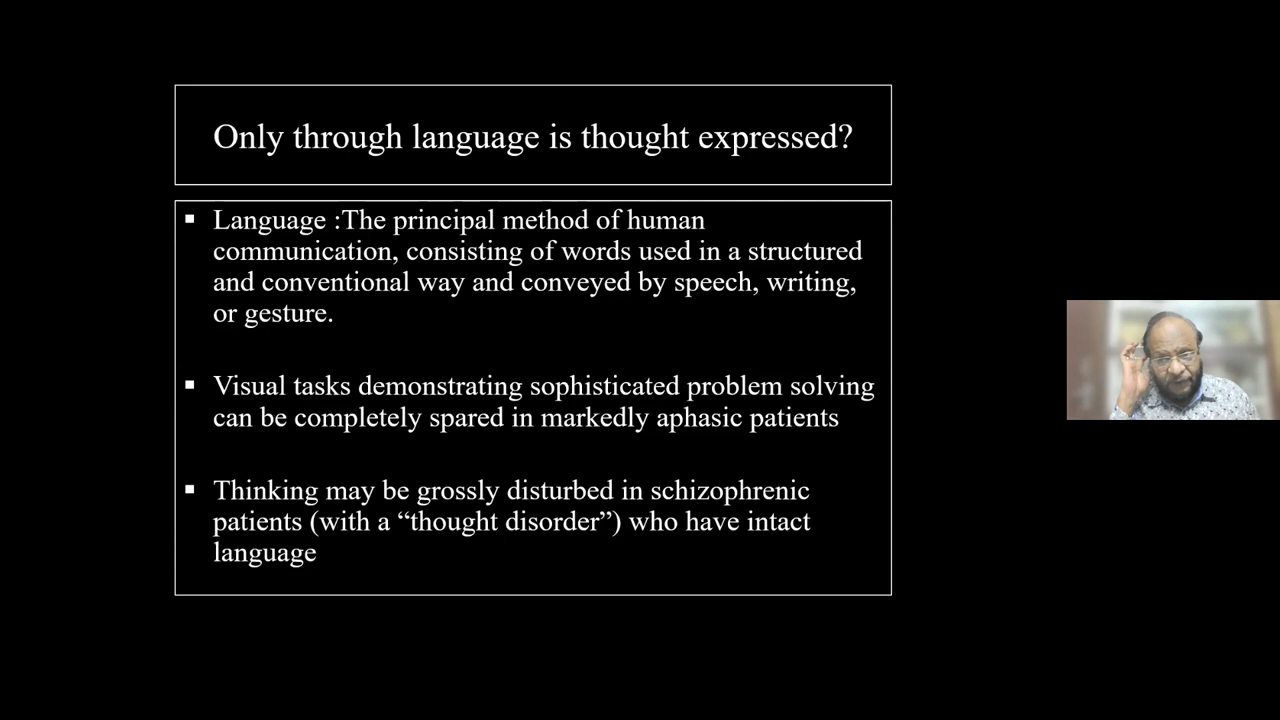 Only through language is thought expressed?
▪ Language :The principal method of human
communication, consisting of words used in a structured
and conventional way and conveyed by speech, writing,
or gesture.
▪ Visual tasks demonstrating sophisticated problem solving
can be completely spared in markedly aphasic patients
▪ Thinking may be grossly disturbed in schizophrenic
patients (with a “thought disorder”) who have intact
language